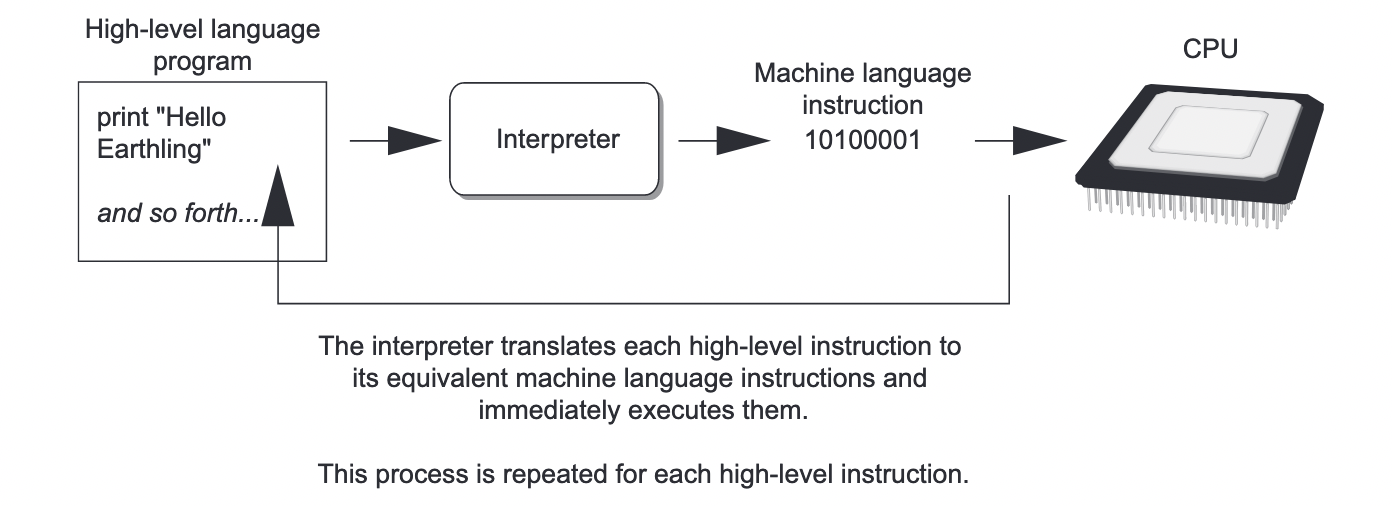 High-level language
program
print "Hello
Earthling"
and so forth...
Interpreter
Machine language
instruction
10100001
CPU
The interpreter translates each high-level instruction to
its equivalent machine language instructions and
immediately executes them.
This process is repeated for each high-level instruction.